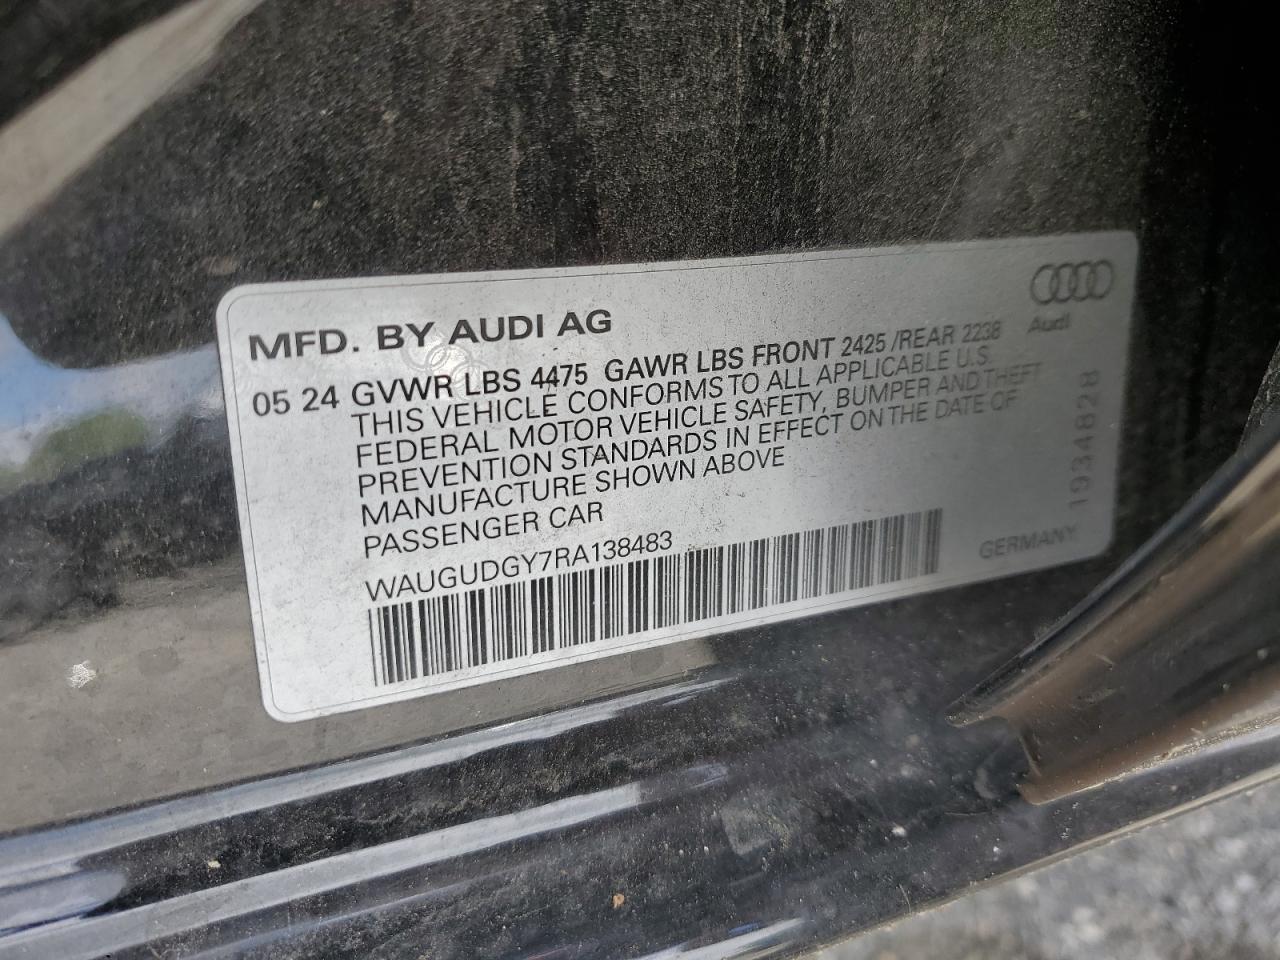 Audi
MFD. BY AUDI AG
05 24 GVWR LBS 4475 GAWR LBS FRONT 2425 /REAR 2238
THIS VEHICLE CONFORMS TO ALL APPLICABLE U.S.
FEDERAL MOTOR VEHICLE SAFETY, BUMPER AND THEFT
PREVENTION STANDARDS IN EFFECT ON THE DATE OF
MANUFACTURE SHOWN ABOVE
PASSENGER CAR
WAUGUDGY7RA138483
GERMANY
1934828